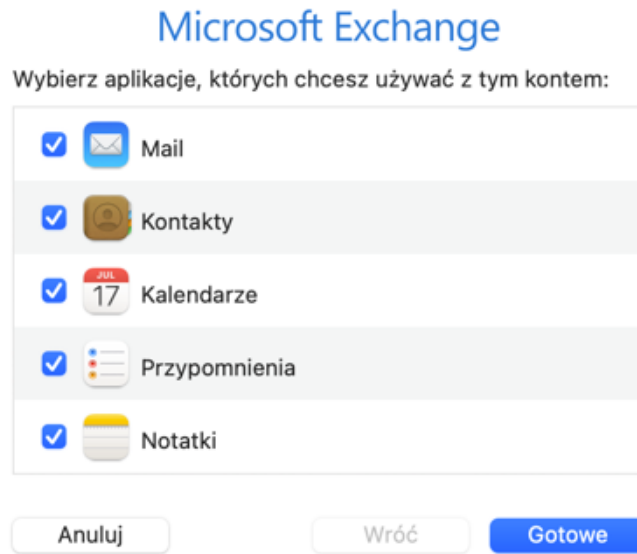 Microsoft Exchange
Wybierz aplikacje, których chcesz używać z tym kontem:
Mail
Kontakty
JUL
17
Kalendarze
Przypomnienia
Notatki
Anuluj
Wróć
Gotowe